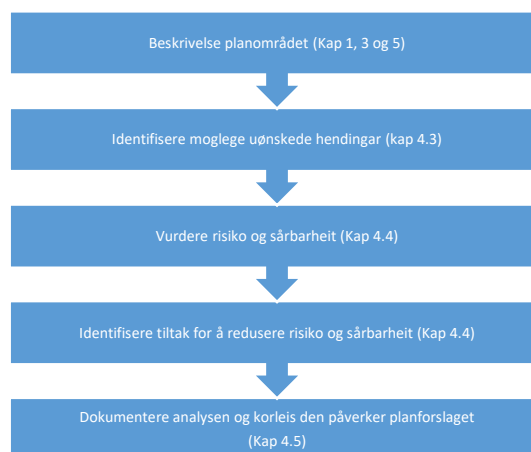 Beskrivelse planområdet (Kap 1, 3 og 5)
Identifisere moglege uønskede hendingar (kap 4.3)
Vurdere risiko og sårbarheit (Kap 4.4)
Identifisere tiltak for å redusere risiko og sårbarheit (Kap 4.4)
Dokumentere analysen og korleis den påverker planforslaget
(Kap 4.5)